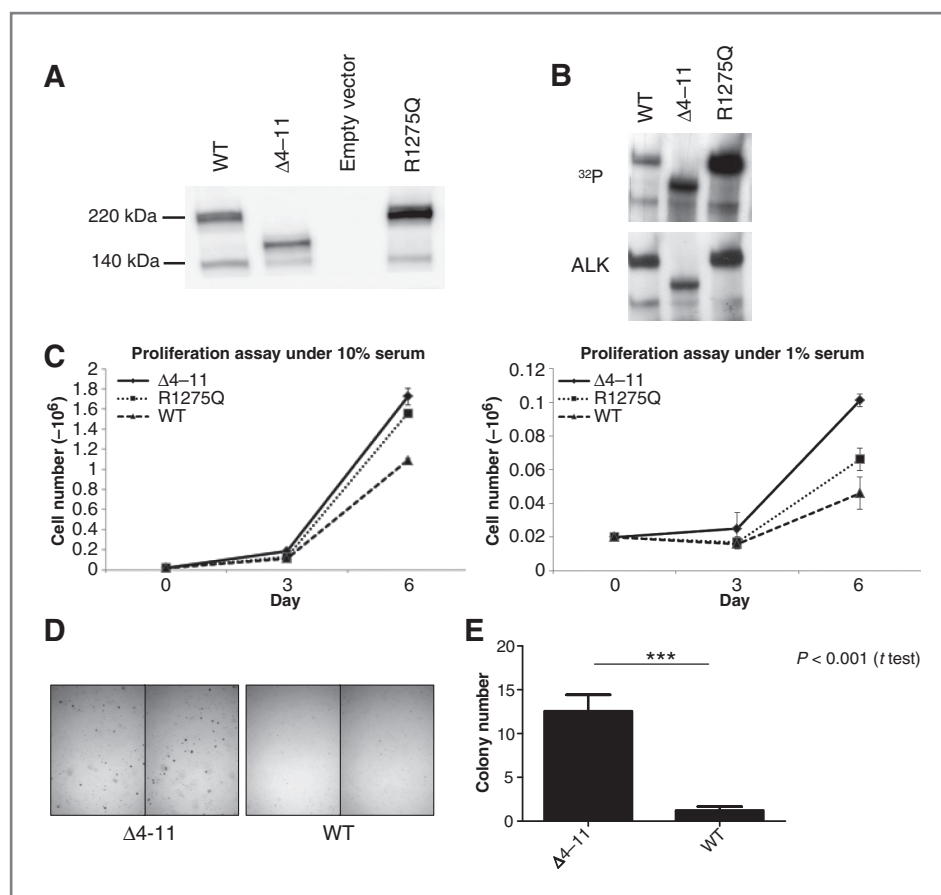 A
WT
Δ4–11
Empty vector
R1275Q
220 kDa
140 kDa
B
WT
Δ4–11
R1275Q
32P
ALK
C
Proliferation assay under 10% serum
Δ4–11
R1275Q
WT
Cell number (–10⁶)
2
1.8
1.6
1.4
1.2
1
0.8
0.6
0.4
0.2
0
0 3 6
Day
Proliferation assay under 1% serum
Δ4–11
R1275Q
WT
Cell number (–10⁶)
0.12
0.1
0.08
0.06
0.04
0.02
0
0 3 6
Day
D
Δ4-11
WT
E
Colony number
20
15
10
5
0
***
P < 0.001 (t test)
Δ4–11
WT